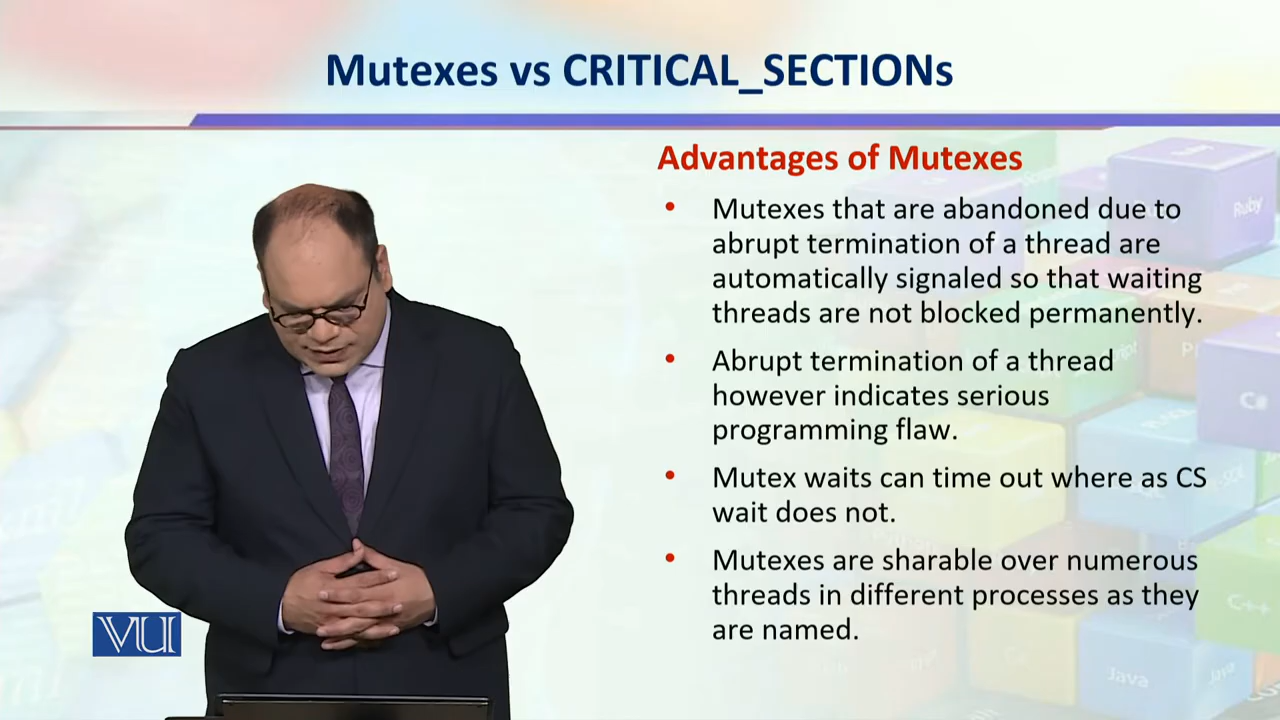 Mutexes vs CRITICAL_SECTIONs
Advantages of Mutexes
• Mutexes that are abandoned due to
abrupt termination of a thread are
automatically signaled so that waiting
threads are not blocked permanently.
• Abrupt termination of a thread
however indicates serious
programming flaw.
• Mutex waits can time out where as CS
wait does not.
• Mutexes are sharable over numerous
threads in different processes as they
are named.
VU
Ruby
C#
C++
Java